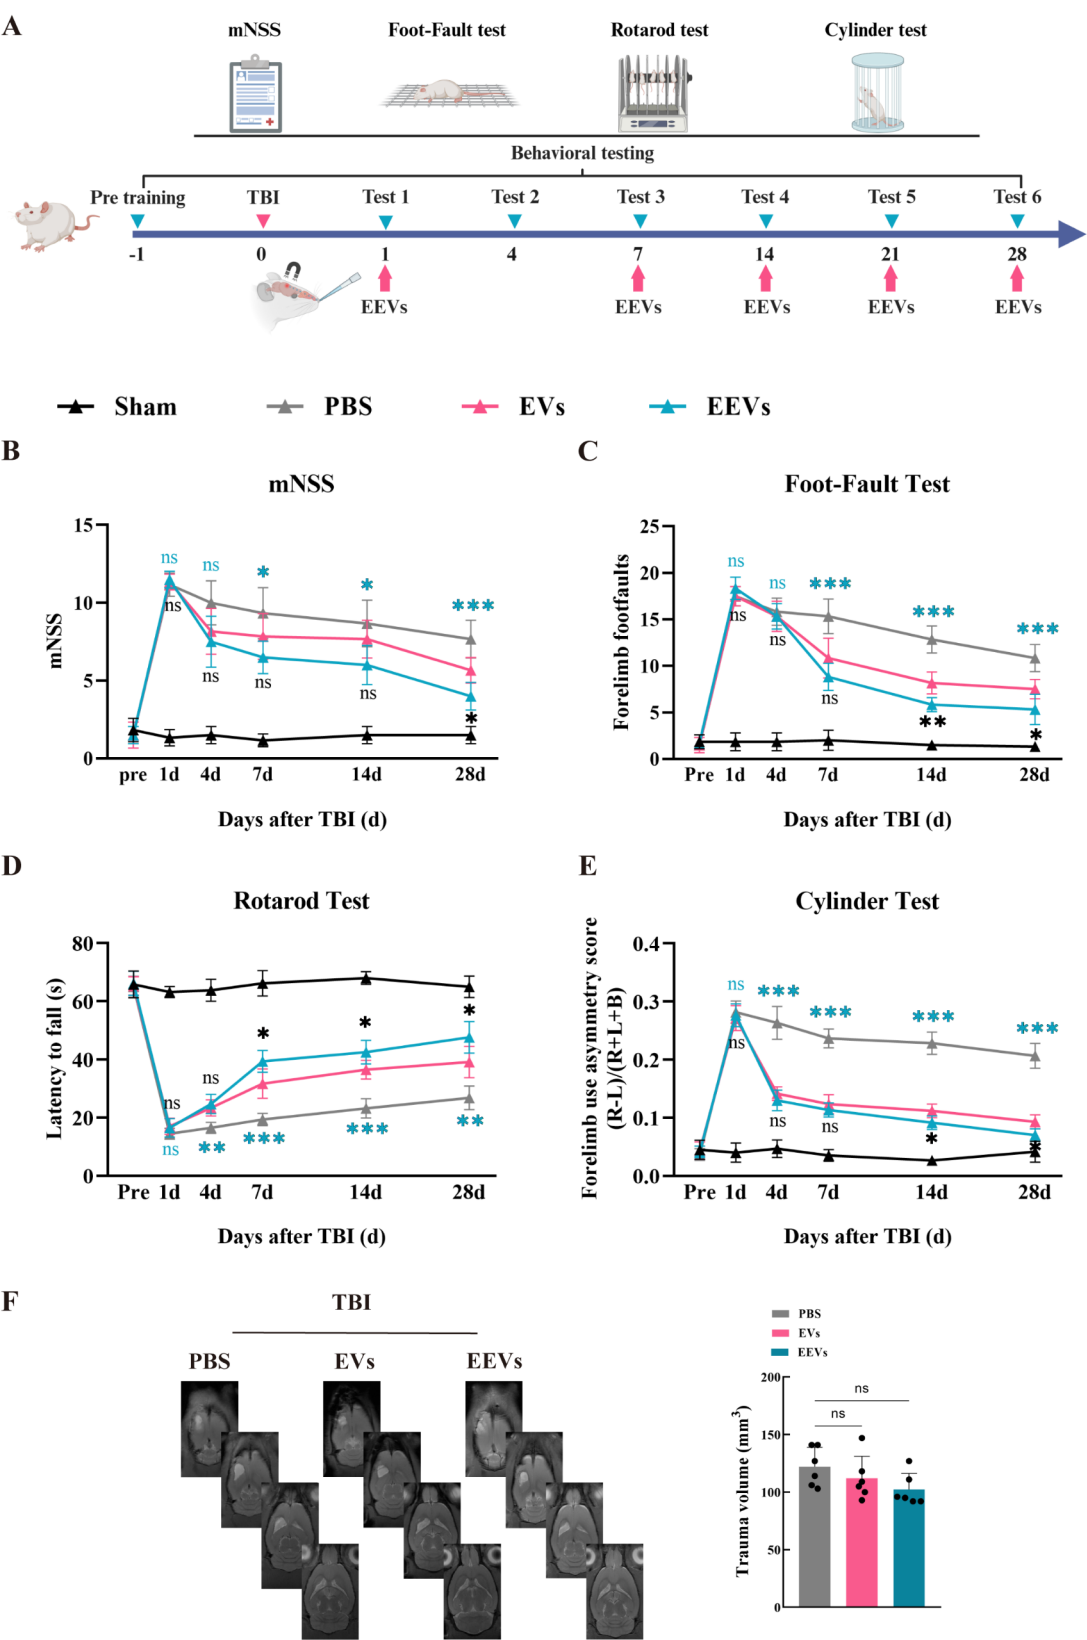 A
mNSS Foot-Fault test Rotarod test Cylinder test
Behavioral testing
Pre training TBI Test 1 Test 2 Test 3 Test 4 Test 5 Test 6
-1 0 1 4 7 14 21 28
EEVs EEVs EEVs EEVs EEVs
Sham PBS EVs EEVs
B
mNSS
mNSS
15
10
5
0
ns ns * * ***
ns ns ns ns *
pre 1d 4d 7d 14d 28d
Days after TBI (d)
C
Foot-Fault Test
Forelimb footfaults
25
20
15
10
5
0
ns ns *** *** ***
ns ns ns ** *
Pre 1d 4d 7d 14d 28d
Days after TBI (d)
D
Rotarod Test
Latency to fall (s)
80
60
40
20
0
ns ns * * *
ns ** *** *** **
Pre 1d 4d 7d 14d 28d
Days after TBI (d)
E
Cylinder Test
Forelimb use asymmetry score
(R-L)/(R+L+B)
0.4
0.3
0.2
0.1
0.0
ns *** *** *** ***
ns ns ns * *
Pre 1d 4d 7d 14d 28d
Days after TBI (d)
F
TBI
PBS EVs EEVs
PBS
EVs
EEVs
Trauma volume (mm³)
200
150
100
50
0
ns
ns